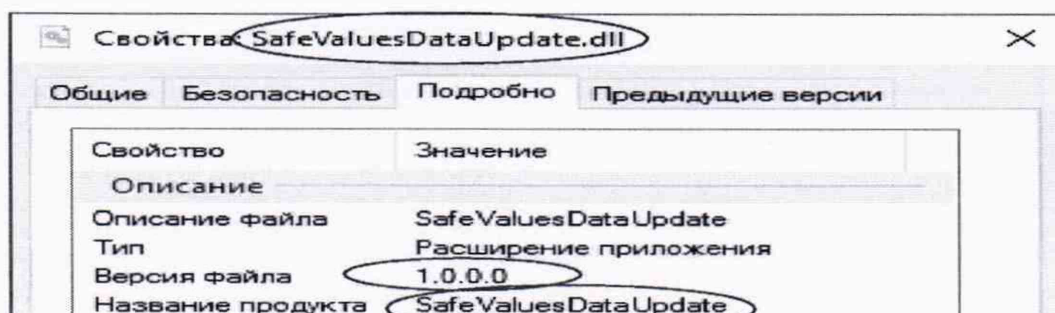 Свойства: SafeValuesDataUpdate.dll
Общие Безопасность Подробно Предыдущие версии
Свойство Значение
Описание
Описание файла SafeValuesDataUpdate
Тип Расширение приложения
Версия файла 1.0.0.0
Название продукта SafeValuesDataUpdate